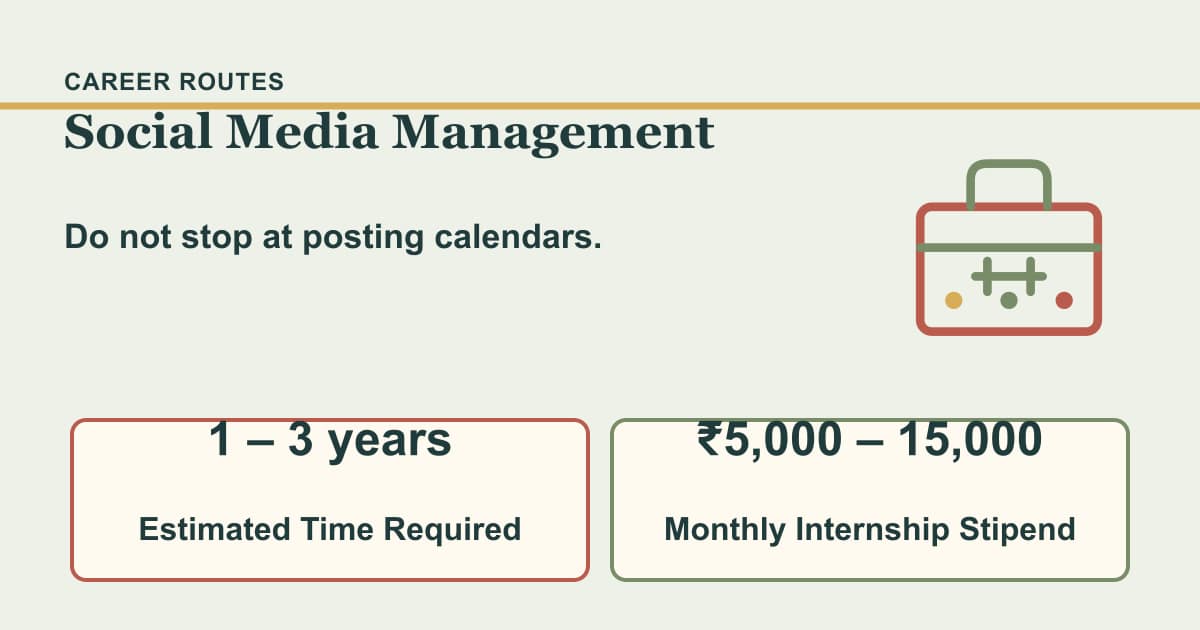 CAREER ROUTES
Social Media Management
Do not stop at posting calendars.
1 – 3 years
Estimated Time Required
₹5,000 – 15,000
Monthly Internship Stipend